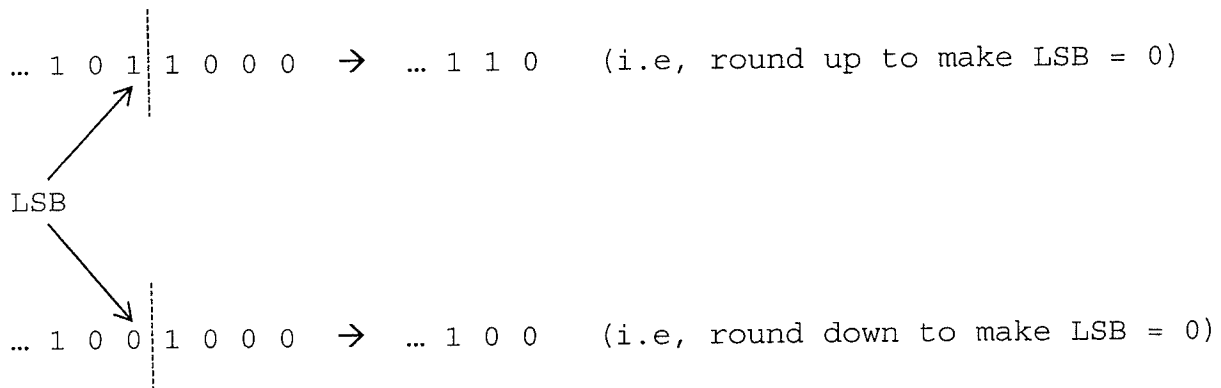 … 1 0 1 1 0 0 0 → … 1 1 0 (i.e, round up to make LSB = 0)
LSB
… 1 0 0 1 0 0 0 → … 1 0 0 (i.e, round down to make LSB = 0)